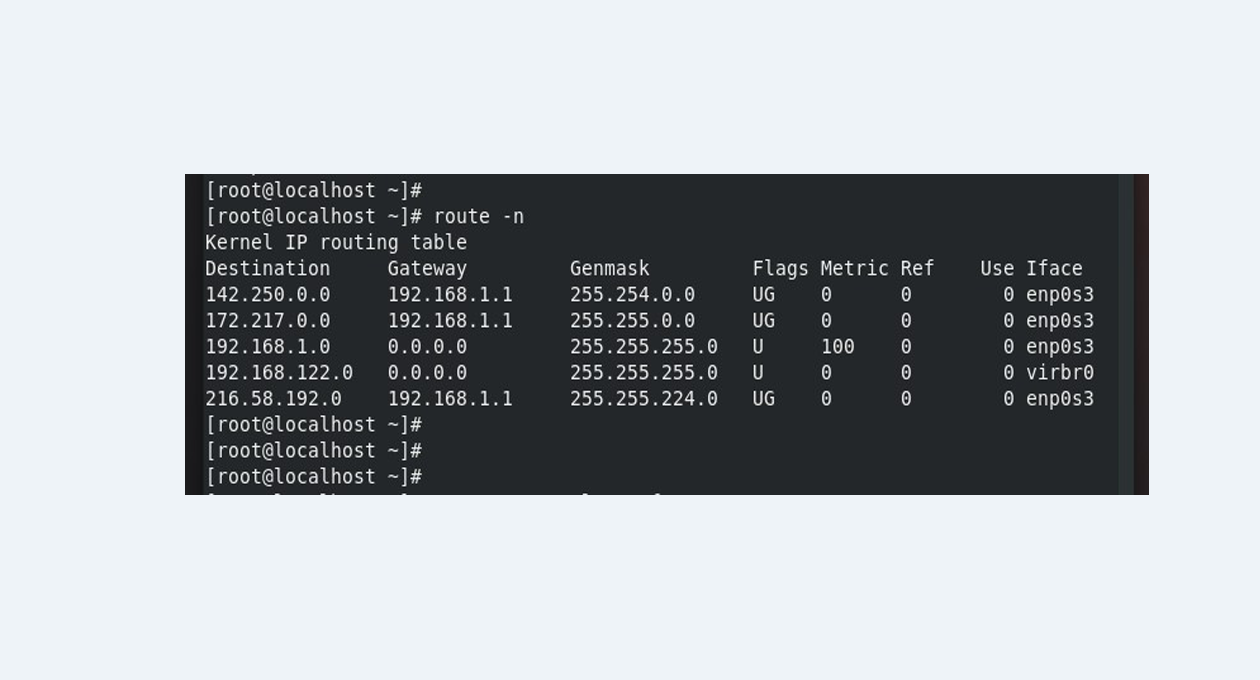 [root@localhost ~]#
[root@localhost ~]# route -n
Kernel IP routing table
Destination     Gateway         Genmask         Flags Metric Ref    Use Iface
142.250.0.0     192.168.1.1     255.254.0.0     UG    0      0        0 enp0s3
172.217.0.0     192.168.1.1     255.255.0.0     UG    0      0        0 enp0s3
192.168.1.0     0.0.0.0         255.255.255.0   U     100    0        0 enp0s3
192.168.122.0   0.0.0.0         255.255.255.0   U     0      0        0 virbr0
216.58.192.0    192.168.1.1     255.255.224.0   UG    0      0        0 enp0s3
[root@localhost ~]#
[root@localhost ~]#
[root@localhost ~]#